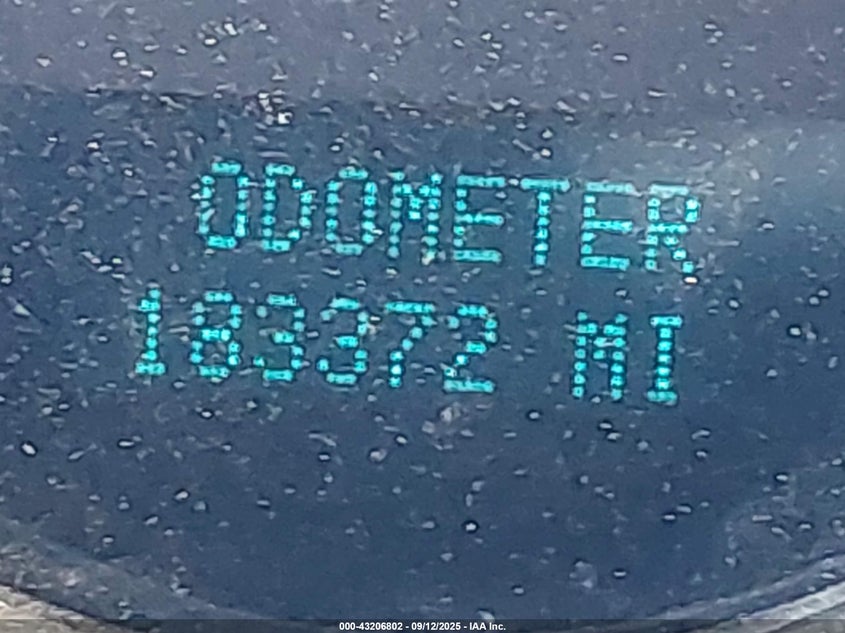 ODOMETER
183372 MI
000-43206802 - 09/12/2025 - IAA Inc.